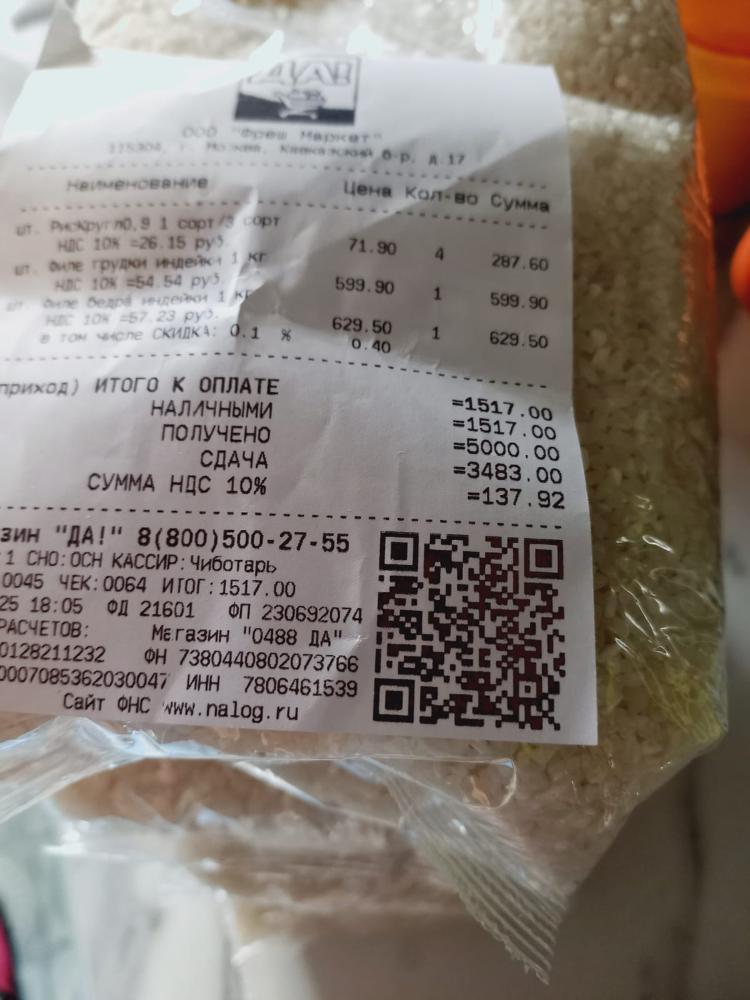 ДА!
ООО "Фреш Маркет"
115304, г. Москва, Кавказский б-р, д.17
Наименование Цена Кол-во Сумма
шт. РисКругл0,9 1 сорт/3 сорт 71.90 4 287.60
НДС 10% =26.15 руб.
шт. Филе грудки индейки 1 кг 599.90 1 599.90
НДС 10% =54.54 руб.
шт. Филе бедра индейки 1 кг 629.50 1 629.50
НДС 10% =57.23 руб.
в том числе СКИДКА: 0.1 % 0.40
приход) ИТОГО К ОПЛАТЕ =1517.00
НАЛИЧНЫМИ =1517.00
ПОЛУЧЕНО =5000.00
СДАЧА =3483.00
СУММА НДС 10% =137.92
зин "ДА!" 8(800)500-27-55
1 СНО:ОСН КАССИР:Чиботарь
0045 ЧЕК:0064 ИТОГ:1517.00
25 18:05 ФД 21601 ФП 230692074
РАСЧЕТОВ: Магазин "0488 ДА"
0128211232 ФН 7380440802073766
0007085362030047 ИНН 7806461539
Сайт ФНС www.nalog.ru